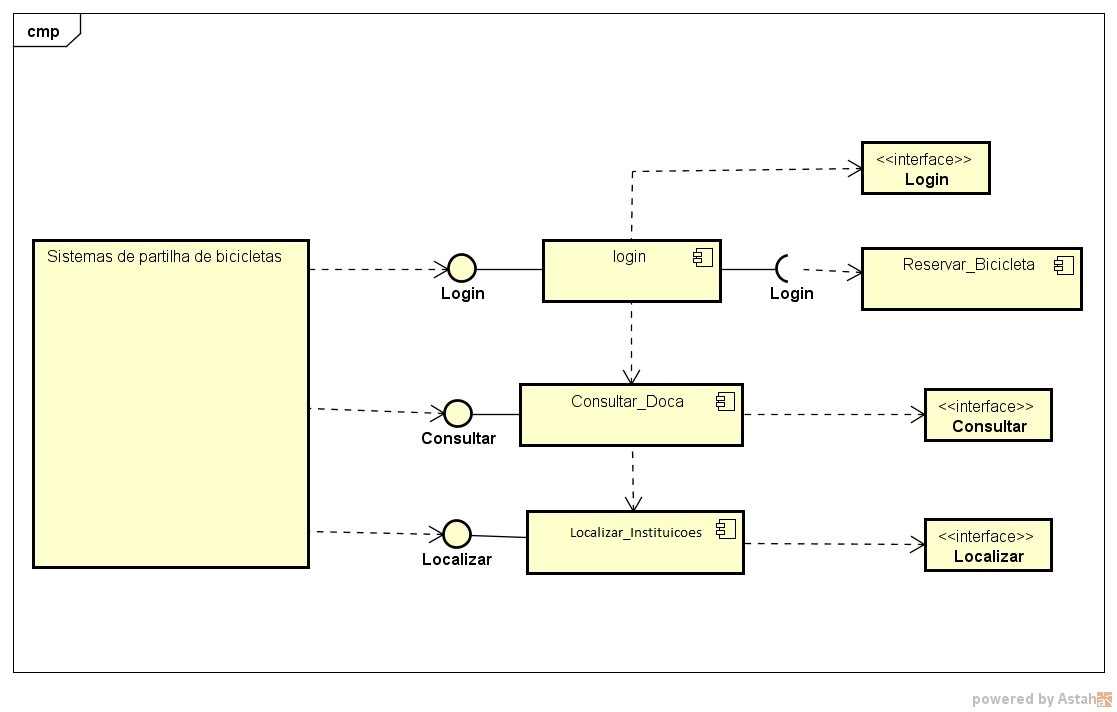 cmp
<<interface>>
Login
Sistemas de partilha de bicicletas
Login
login
Login
Reservar_Bicicleta
Consultar
Consultar_Doca
<<interface>>
Consultar
Localizar
Localizar_Instituicoes
<<interface>>
Localizar
powered by Astah